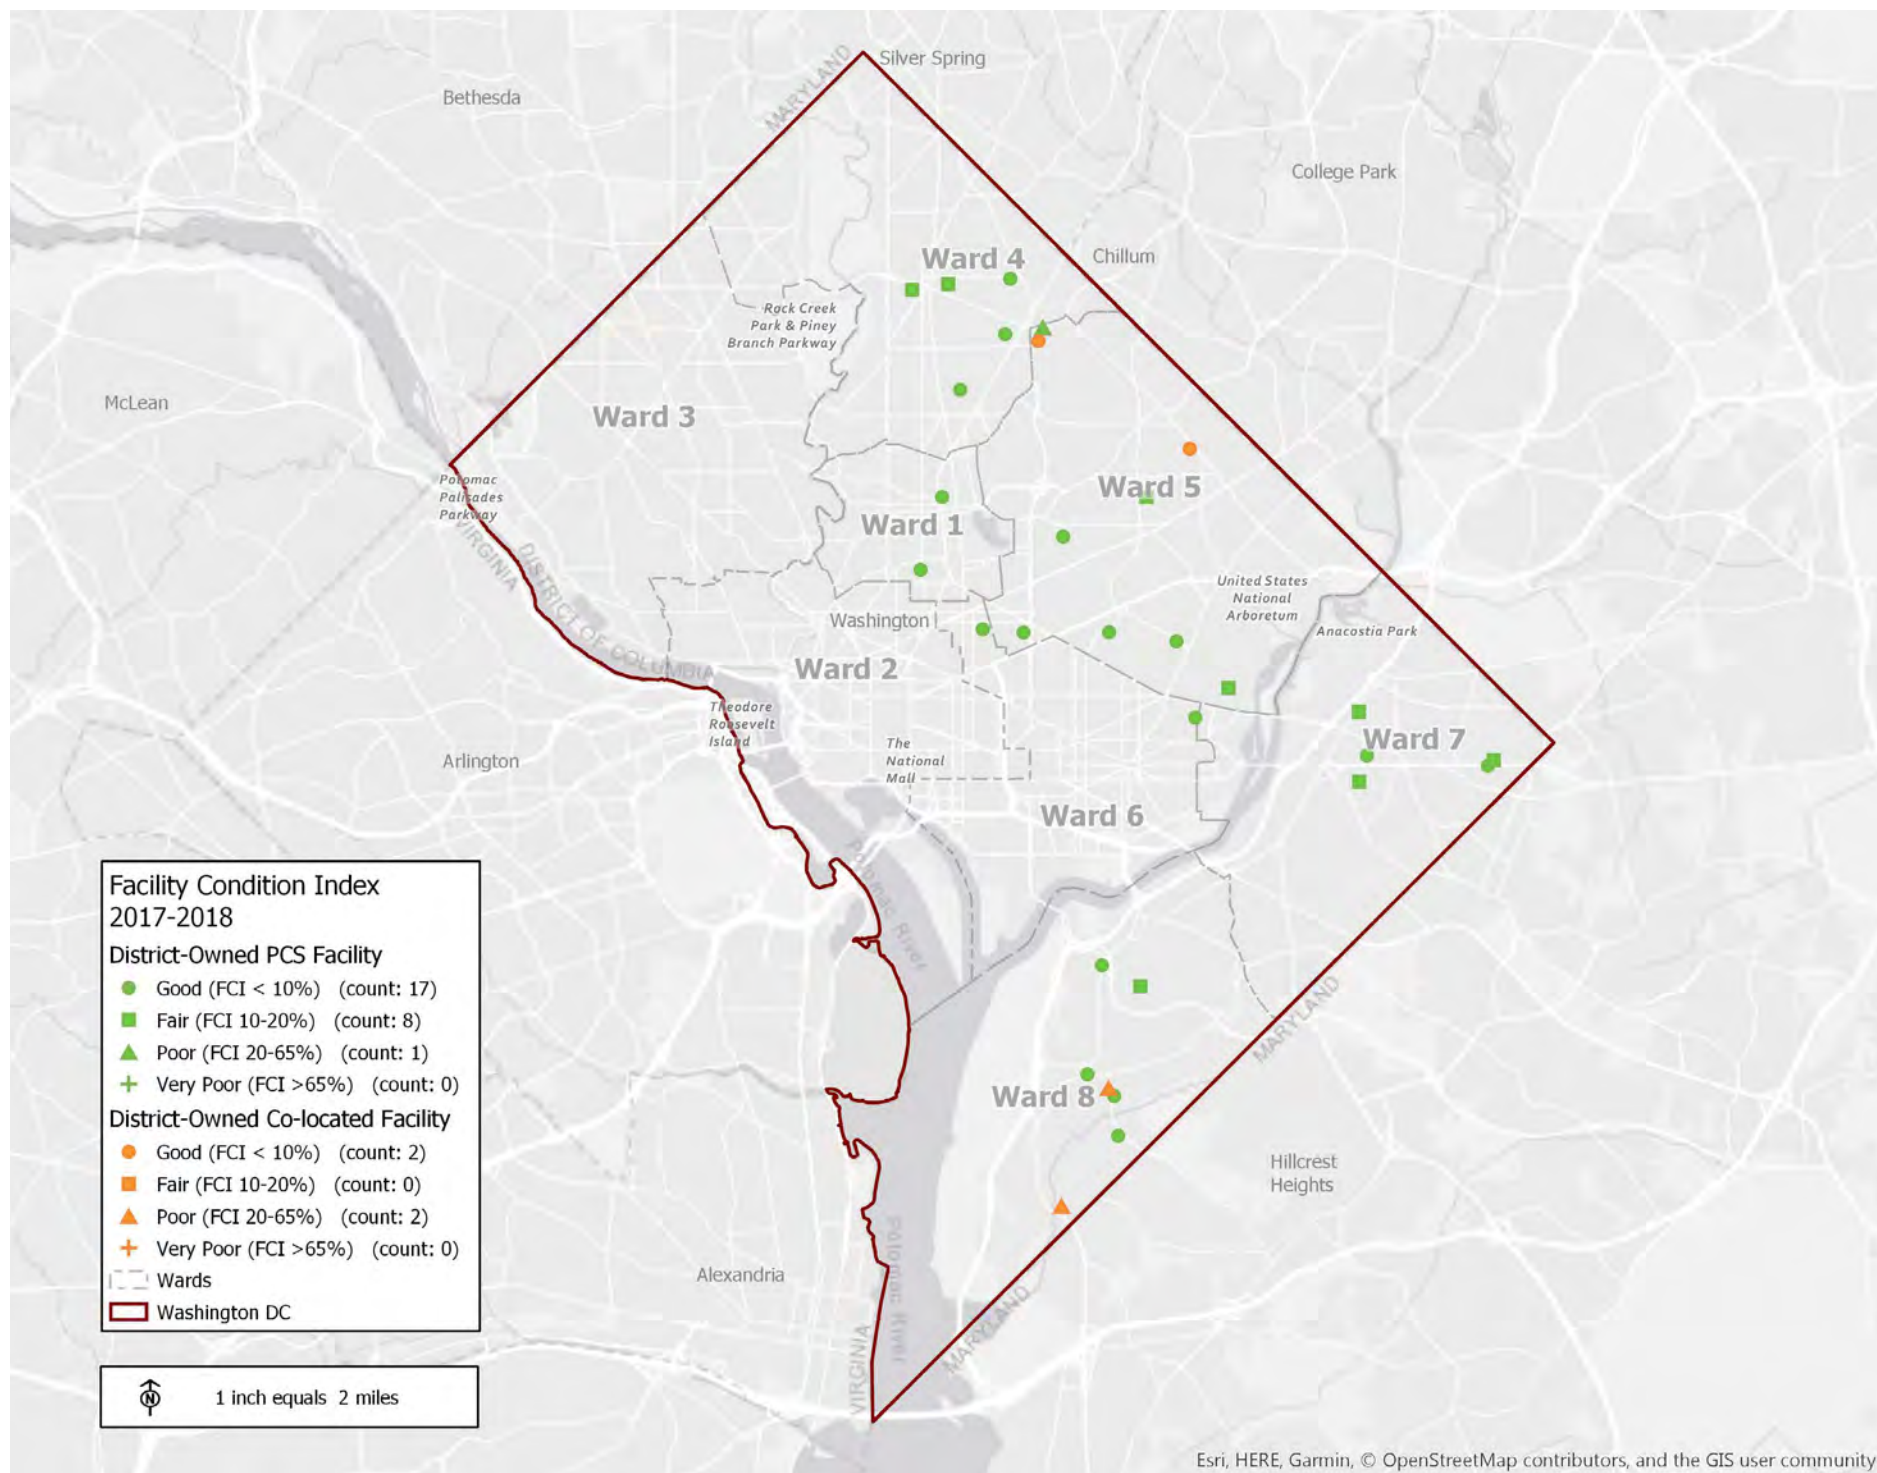 MARYLAND
Silver Spring
Bethesda
College Park
Ward 4
Chillum
Rock Creek
Park & Piney
Branch Parkway
McLean
Ward 3
Potomac
Palisades
Parkway
Ward 5
Ward 1
VIRGINIA
DISTRICT OF COLUMBIA
United States
National
Arboretum
Washington
Anacostia Park
Ward 2
Theodore
Roosevelt
Island
The
National
Mall
Ward 7
Arlington
Ward 6
Potomac River
Facility Condition Index
2017-2018
District-Owned PCS Facility
Good (FCI < 10%) (count: 17)
Fair (FCI 10-20%) (count: 8)
Poor (FCI 20-65%) (count: 1)
Very Poor (FCI >65%) (count: 0)
District-Owned Co-located Facility
Good (FCI < 10%) (count: 2)
Fair (FCI 10-20%) (count: 0)
Poor (FCI 20-65%) (count: 2)
Very Poor (FCI >65%) (count: 0)
Wards
Washington DC
MARYLAND
Ward 8
Hillcrest
Heights
Alexandria
Potomac River
MARYLAND
VIRGINIA
N
1 inch equals 2 miles
Esri, HERE, Garmin, © OpenStreetMap contributors, and the GIS user community